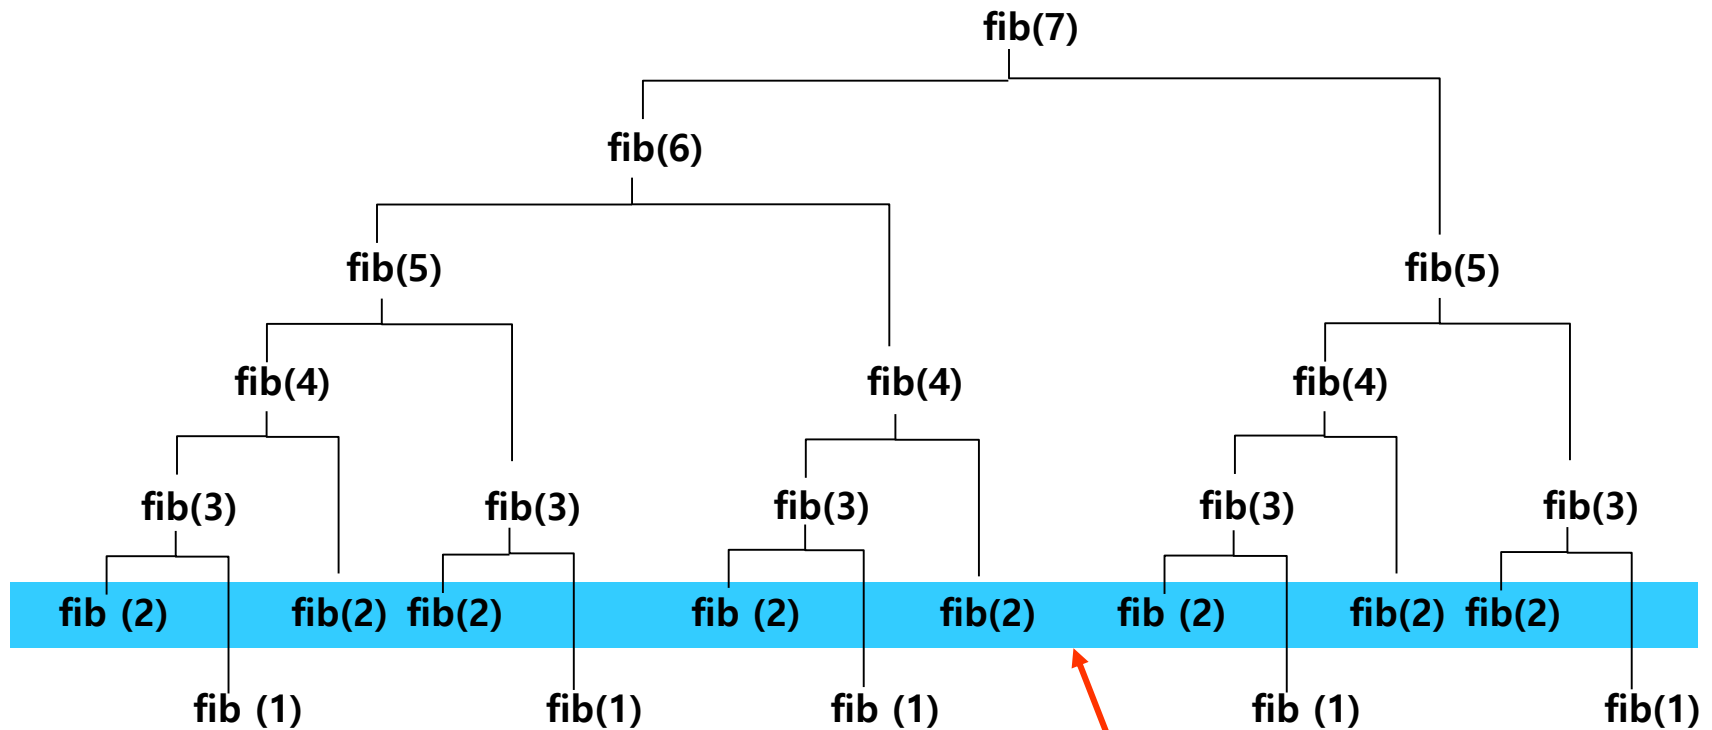 fib(7)
fib(6)
fib(5) fib(5)
fib(4) fib(4) fib(4)
fib(3) fib(3) fib(3) fib(3) fib(3)
fib (2) fib(2) fib(2) fib (2) fib(2) fib (2) fib(2) fib(2)
fib (1) fib(1) fib (1) fib (1) fib(1)